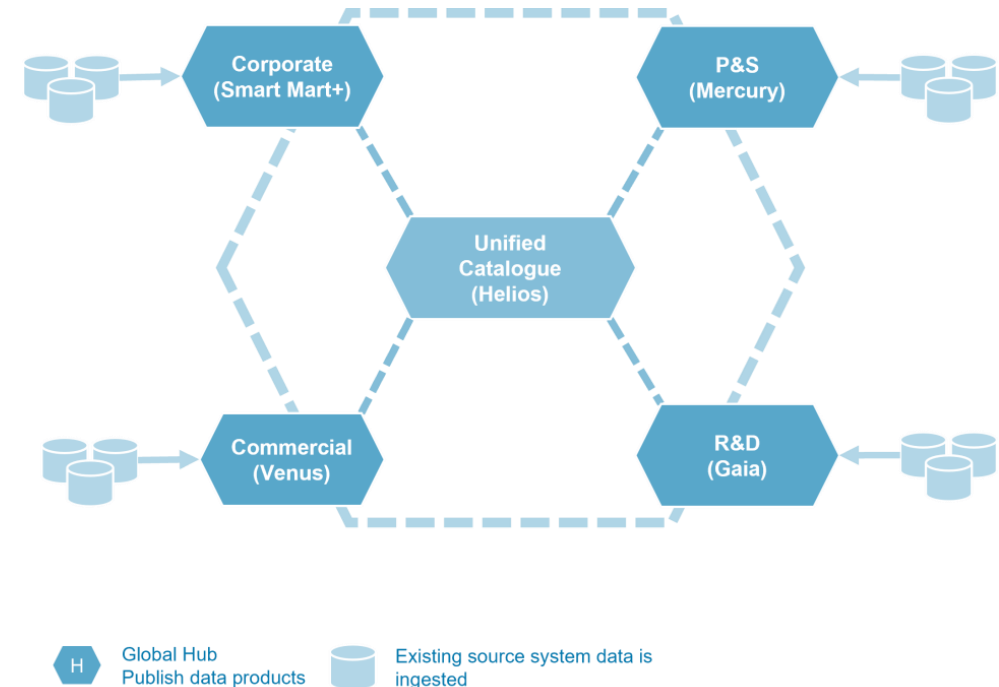 Corporate
(Smart Mart+)
P&S
(Mercury)
Unified
Catalogue
(Helios)
Commercial
(Venus)
R&D
(Gaia)
H
Global Hub
Publish data products
Existing source system data is
ingested